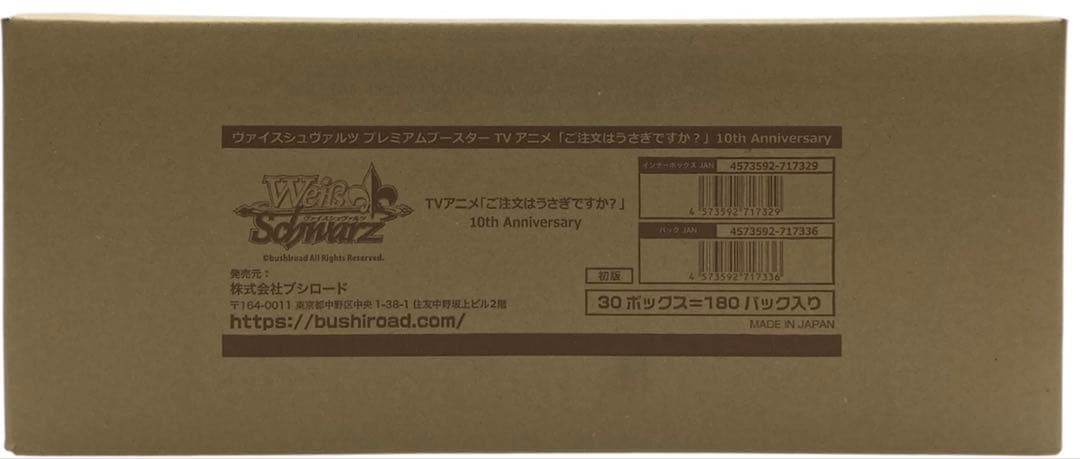 ヴァイスシュヴァルツ プレミアムブースター TVアニメ「ご注文はうさぎですか？」10th Anniversary
インナーボックス JAN 4573592-717329
4 573592 717329
Weiß
ヴァイスシュヴァルツ
Schwarz
©bushiroad All Rights Reserved.
TVアニメ「ご注文はうさぎですか？」
10th Anniversary
パック JAN 4573592-717336
4 573592 717336
発売元：
株式会社ブシロード
〒164-0011 東京都中野区中央 1-38-1 住友中野坂上ビル2階
https://bushiroad.com/
初版
30ボックス=180パック入り
MADE IN JAPAN